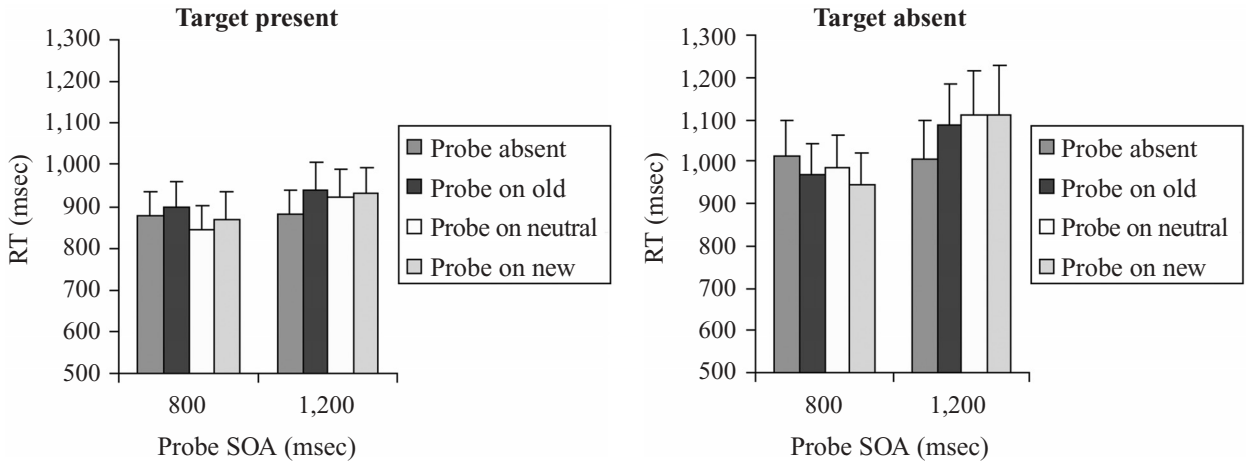 Target present
1,300
1,200
1,100
1,000
900
800
700
600
500
RT (msec)
800
1,200
Probe SOA (msec)
Probe absent
Probe on old
Probe on neutral
Probe on new
Target absent
1,300
1,200
1,100
1,000
900
800
700
600
500
RT (msec)
800
1,200
Probe SOA (msec)
Probe absent
Probe on old
Probe on neutral
Probe on new